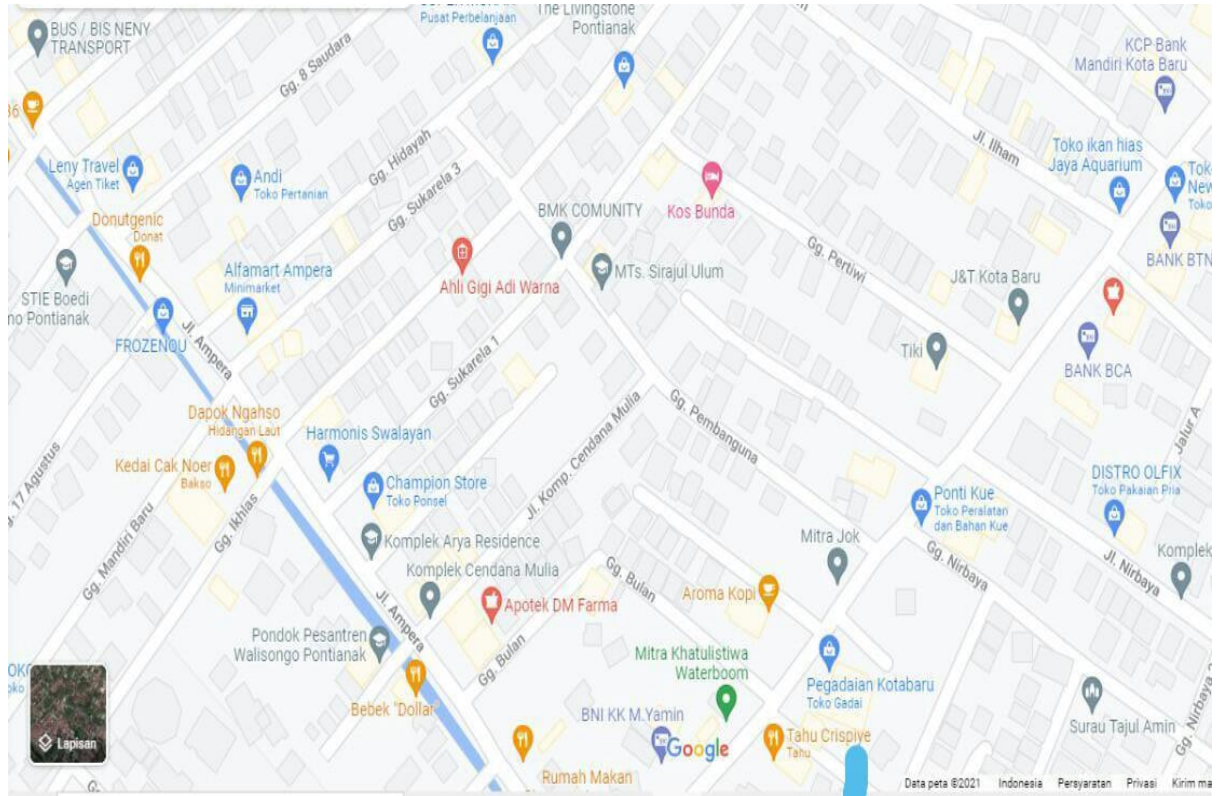 BUS / BIS NENY
TRANSPORT
Pusat Perbelanjaan
The Livingstone
Pontianak
KCP Bank
Mandiri Kota Baru
Gg. 8 Saudara
Jl. Ilham
Toko ikan hias
Jaya Aquarium
Leny Travel
Agen Tiket
Andi
Toko Pertanian
Gg. Hidayah
Gg. Sukarela 3
Kos Bunda
BMK COMUNITY
Donutgenic
Donat
Gg. Pertiwi
BANK BTN
Alfamart Ampera
Minimarket
Ahli Gigi Adi Warna
MTs. Sirajul Ulum
J&T Kota Baru
STIE Boedi
mo Pontianak
FROZENOU
Jl. Ampera
Tiki
BANK BCA
Gg. Sukarela 1
Dapok Ngahso
Hidangan Laut
Harmonis Swalayan
Gg. Pembanguna
Jalur A
Kedai Cak Noer
Bakso
Champion Store
Toko Ponsel
Jl. Komp. Cendana Mulia
DISTRO OLFIX
Toko Pakaian Pria
17 Agustus
Gg. Mandiri Baru
Gg. Ikhlas
Ponti Kue
Toko Peralatan
dan Bahan Kue
Komplek Arya Residence
Mitra Jok
Gg. Nirbaya
Jl. Nirbaya
Komplek
Komplek Cendana Mulia
Gg. Bulan
Aroma Kopi
Apotek DM Farma
Jl. Ampera
Pondok Pesantren
Walisongo Pontianak
Gg. Bulan
Mitra Khatulistiwa
Waterboom
Pegadaian Kotabaru
Toko Gadai
Bebek "Dollar"
BNI KK M.Yamin
Google
Tahu Crispiye
Tahu
Surau Tajul Amin
Gg. Nirbaya 2
Lapisan
Rumah Makan
Data peta ©2021 Indonesia Persyaratan Privasi Kirim ma